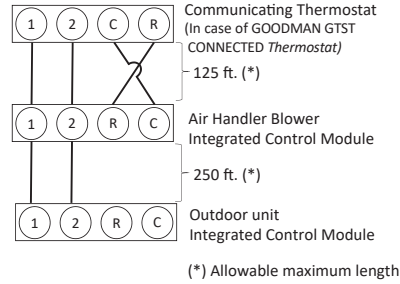 1 2 C R
Communicating Thermostat
(In case of GOODMAN GTST
CONNECTED Thermostat)
125 ft. (*)
1 2 R C
Air Handler Blower
Integrated Control Module
250 ft. (*)
1 2 R C
Outdoor unit
Integrated Control Module
(*) Allowable maximum length